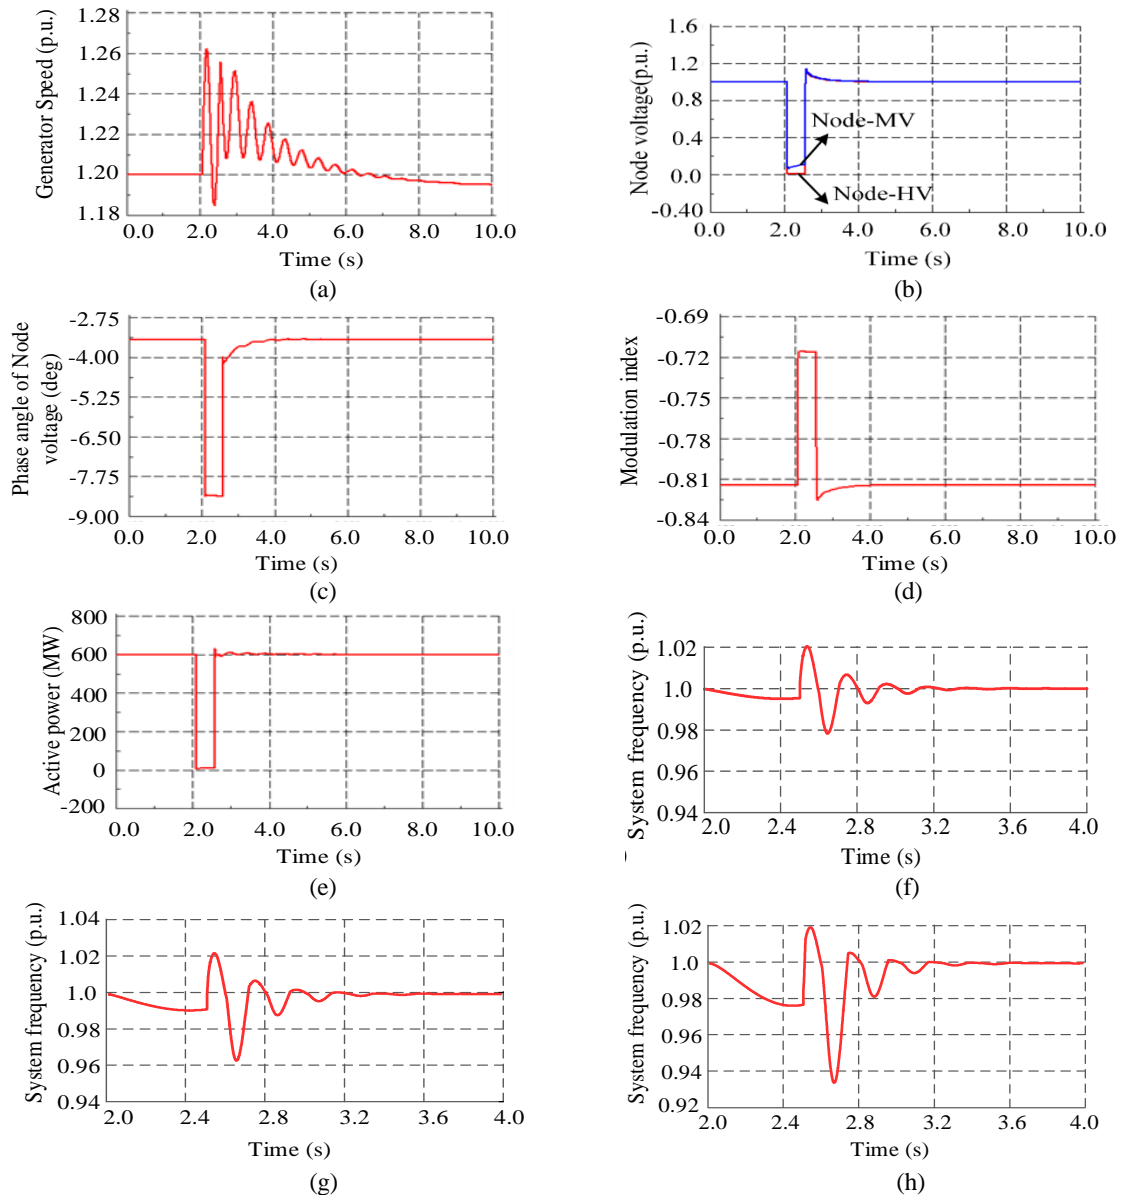 Generator Speed (p.u.)
1.28
1.26
1.24
1.22
1.20
1.18
0.0 2.0 4.0 6.0 8.0 10.0
Time (s)
(a)
Node voltage(p.u.)
1.6
1.2
0.8
0.4
0.0
-0.40
Node-MV
Node-HV
0.0 2.0 4.0 6.0 8.0 10.0
Time (s)
(b)
Phase angle of Node
voltage (deg)
-2.75
-4.00
-5.25
-6.50
-7.75
-9.00
0.0 2.0 4.0 6.0 8.0 10.0
Time (s)
(c)
Modulation index
-0.69
-0.72
-0.75
-0.78
-0.81
-0.84
0.0 2.0 4.0 6.0 8.0 10.0
Time (s)
(d)
Active power (MW)
800
600
400
200
0
-200
0.0 2.0 4.0 6.0 8.0 10.0
Time (s)
(e)
System frequency (p.u.)
1.02
1.0
0.98
0.96
0.94
2.0 2.4 2.8 3.2 3.6 4.0
Time (s)
(f)
System frequency (p.u.)
1.04
1.02
1.0
0.98
0.96
0.94
2.0 2.4 2.8 3.2 3.6 4.0
Time (s)
(g)
System frequency (p.u.)
1.02
1.0
0.98
0.96
0.94
0.92
2.0 2.4 2.8 3.2 3.6 4.0
Time (s)
(h)